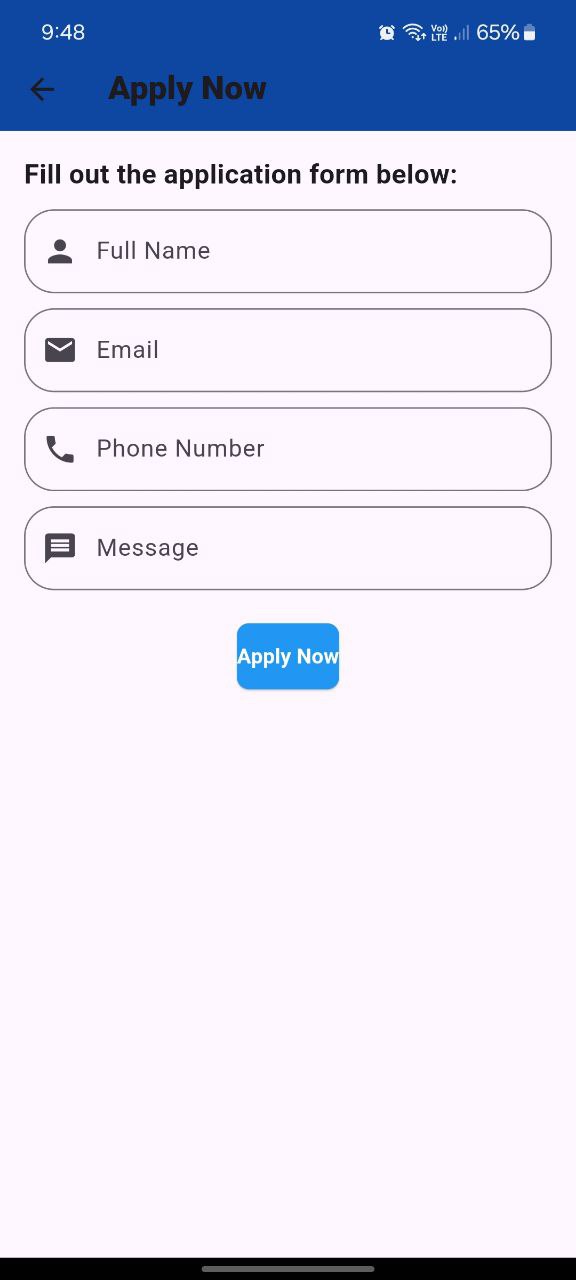 9:48 Vo)) LTE 65%
Apply Now
Fill out the application form below:
Full Name
Email
Phone Number
Message
Apply Now